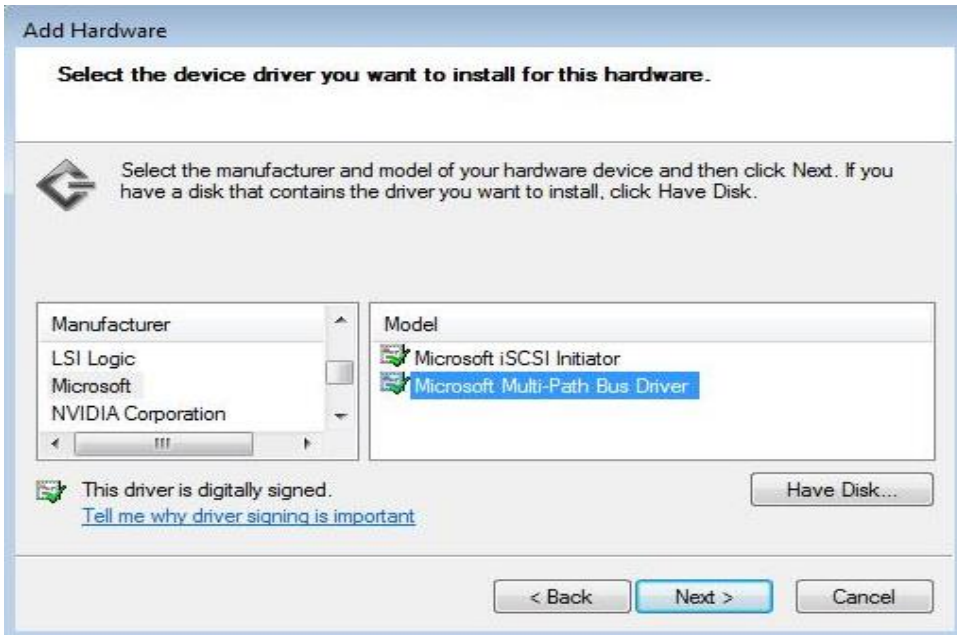 Add Hardware
Select the device driver you want to install for this hardware.
Select the manufacturer and model of your hardware device and then click Next. If you
have a disk that contains the driver you want to install, click Have Disk.
Manufacturer
LSI Logic
Microsoft
NVIDIA Corporation
Model
Microsoft iSCSI Initiator
Microsoft Multi-Path Bus Driver
This driver is digitally signed.
Tell me why driver signing is important
Have Disk...
< Back
Next >
Cancel